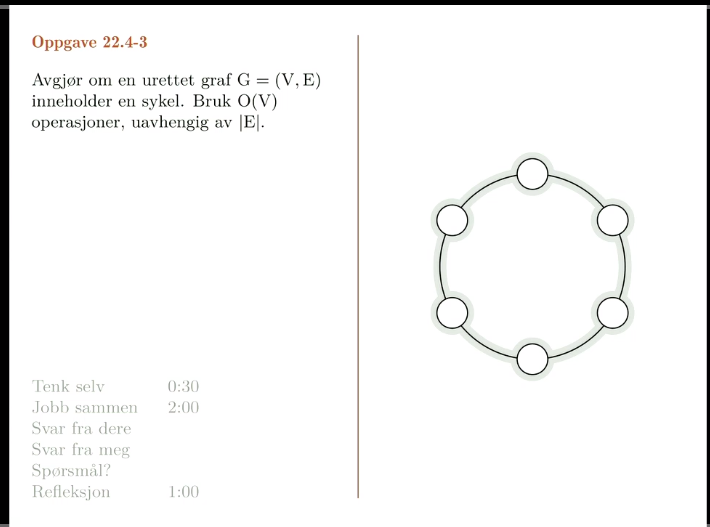 Oppgave 22.4-3
Avgjør om en urettet graf G = (V, E)
inneholder en sykel. Bruk O(V)
operasjoner, uavhengig av |E|.
Tenk selv 0:30
Jobb sammen 2:00
Svar fra dere
Svar fra meg
Spørsmål?
Refleksjon 1:00